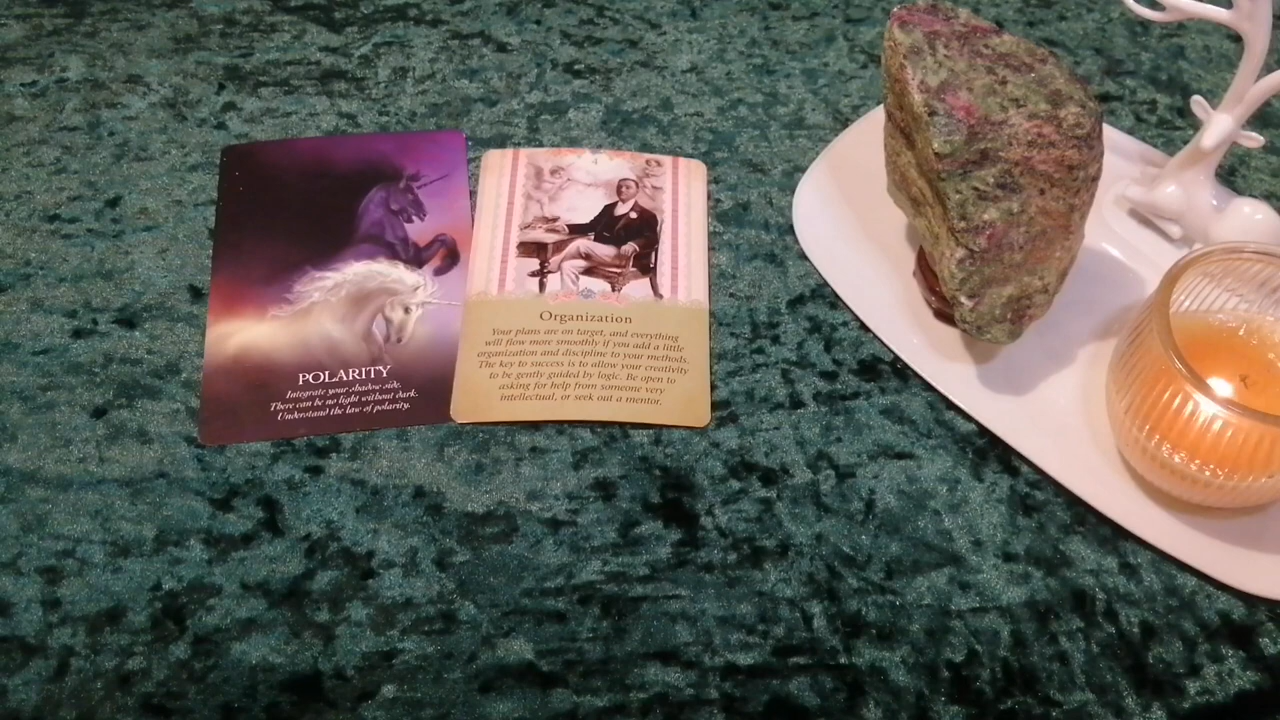 POLARITY
Integrate your shadow side.
There can be no light without dark.
Understand the law of polarity.
Organization
Your plans are on target, and everything
will flow more smoothly if you add a little
organization and discipline to your methods.
The key to success is to allow your creativity
to be gently guided by logic. Be open to
asking for help from someone very
intellectual, or seek out a mentor.